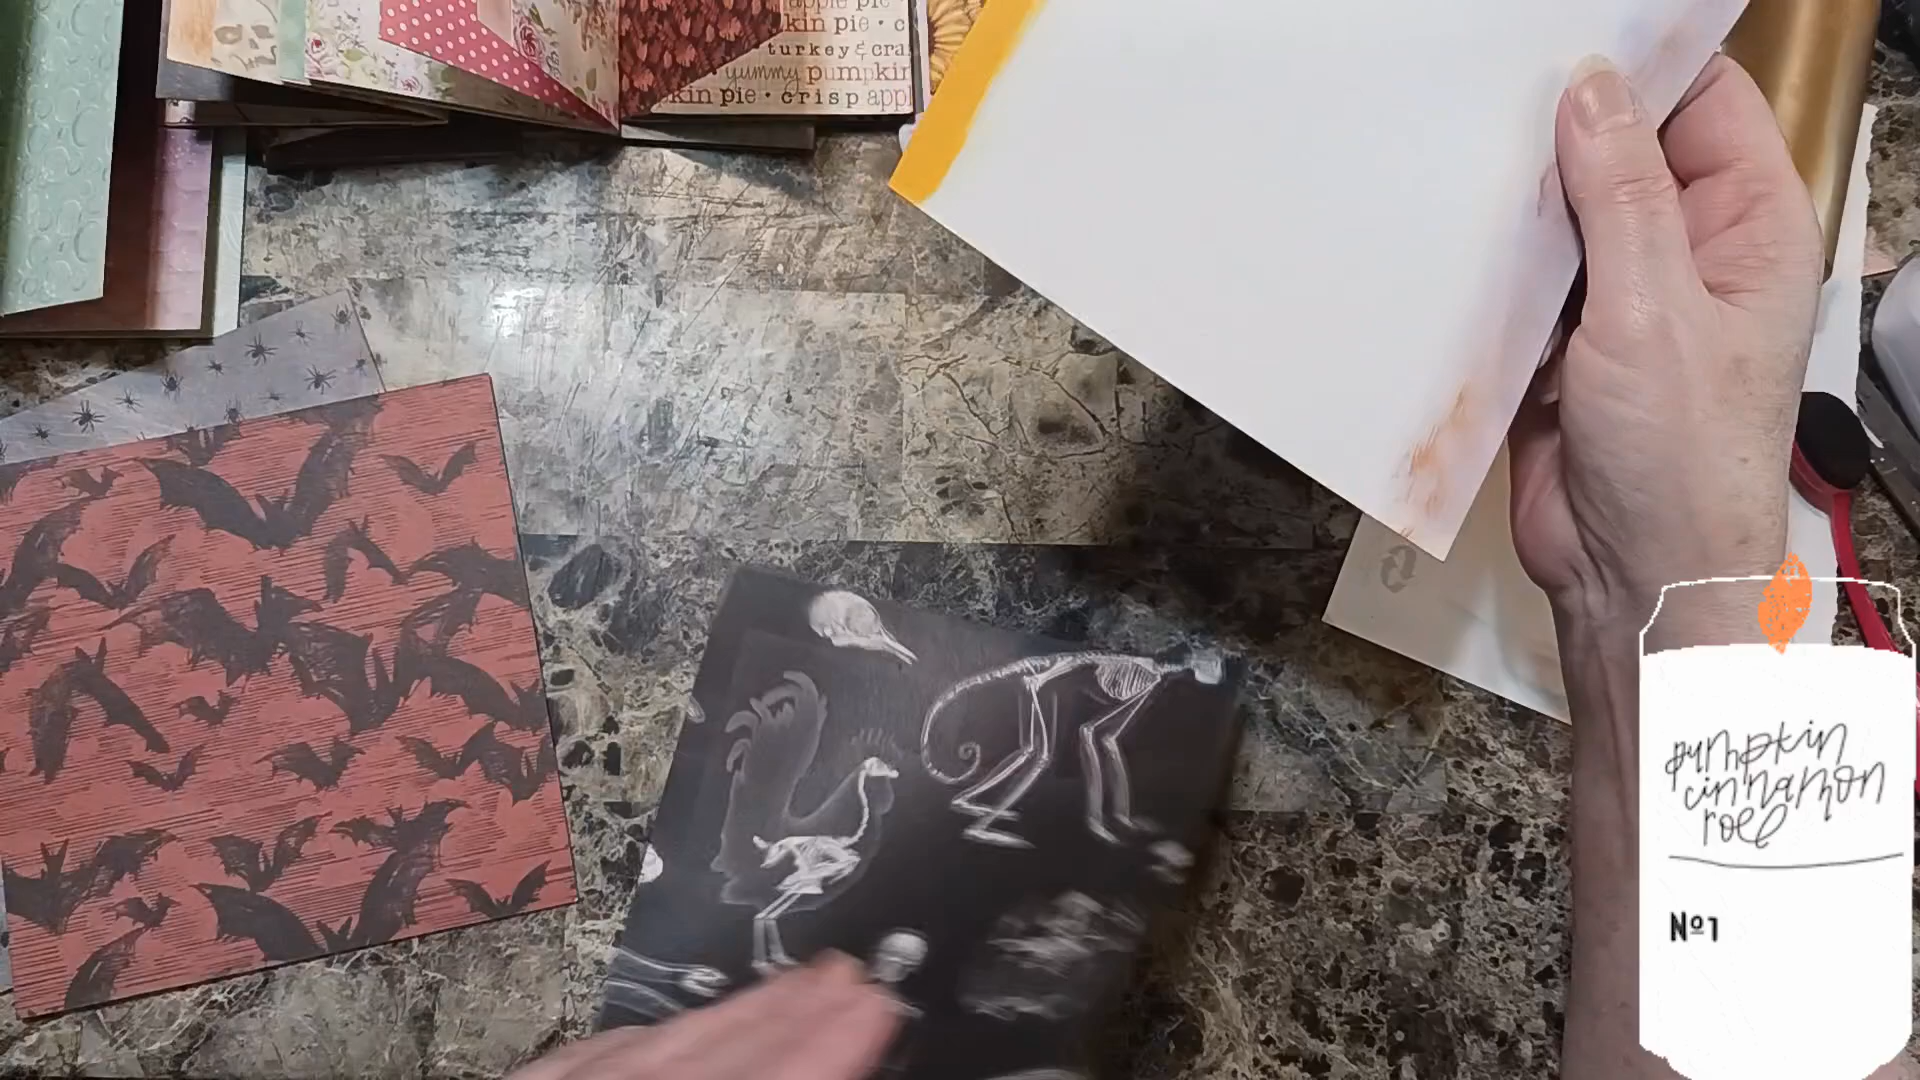 apple pie
kin pie • c
turkey & cra
yummy pumpkin
kin pie • crisp appl
pumpkin
cinnamon
roll
Nº1